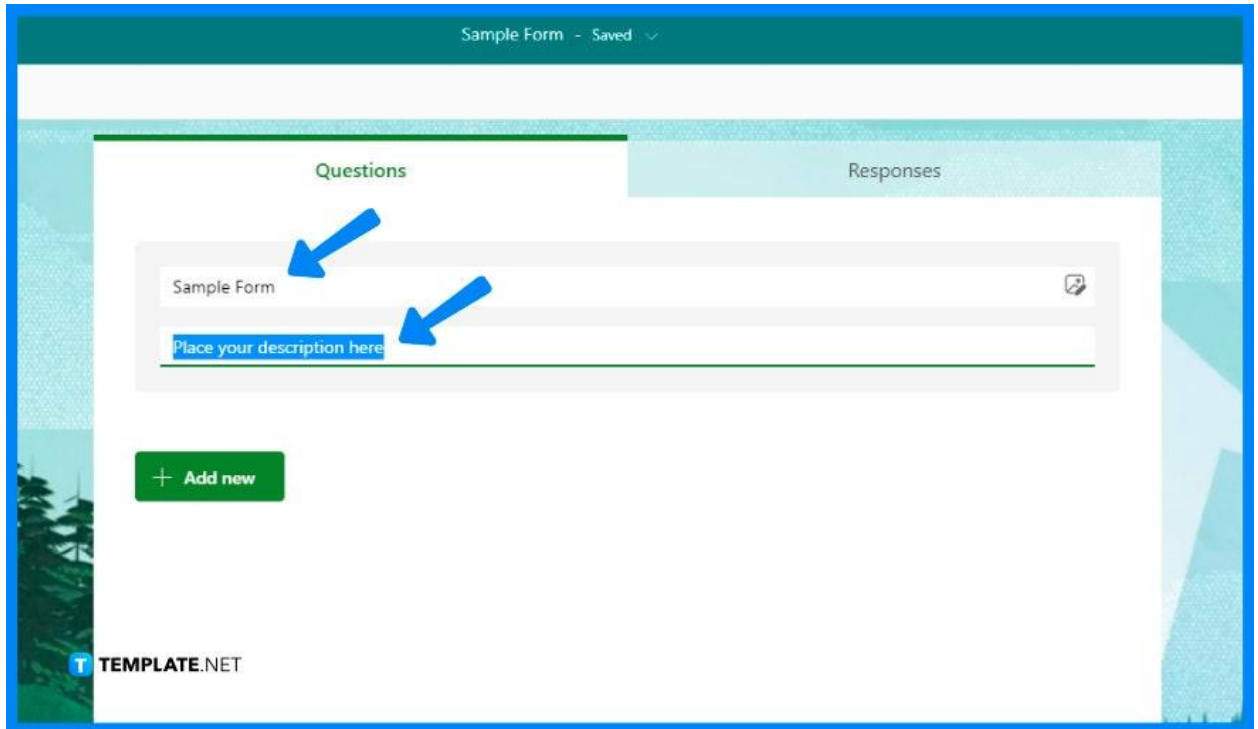 Sample Form - Saved
Questions
Responses
Sample Form
Place your description here
+ Add new
T TEMPLATE.NET